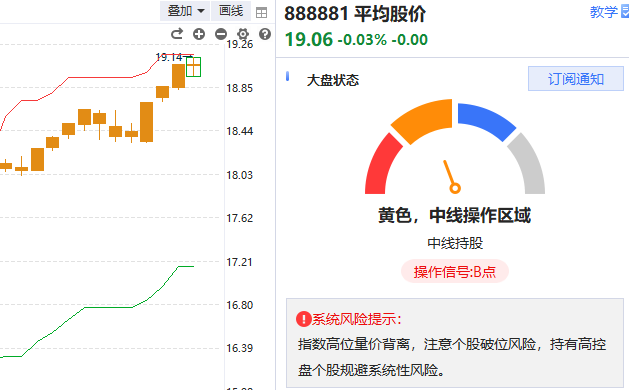 叠加 画线
19.26
18.85
18.44
18.03
17.62
17.21
16.80
16.39
19.14
888881 平均股价
教学
19.06 -0.03% -0.00
大盘状态
订阅通知
黄色，中线操作区域
中线持股
操作信号:B点
系统风险提示：
指数高位量价背离，注意个股破位风险，持有高控
盘个股规避系统性风险。